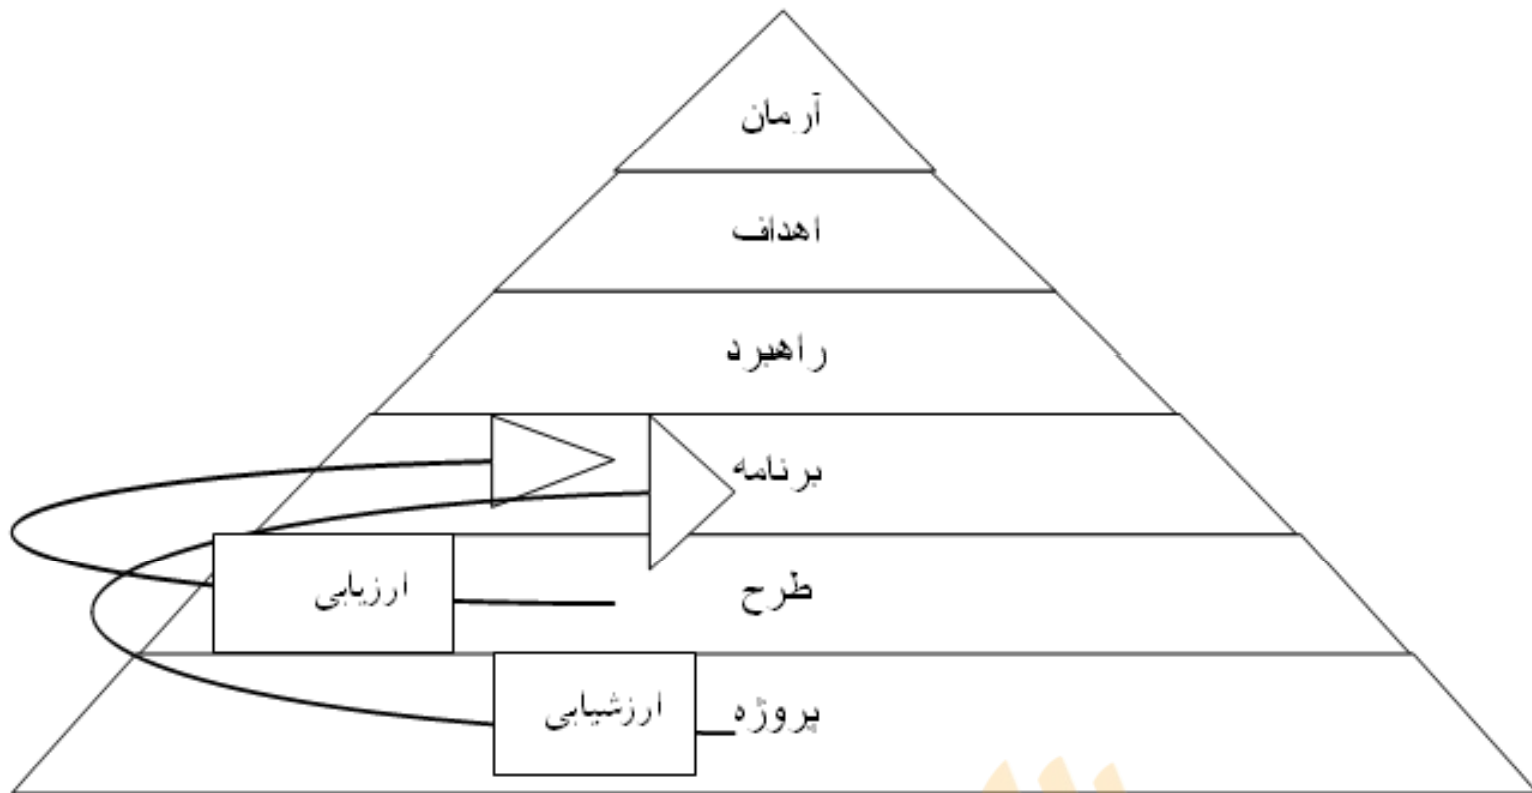 آرمان
اهداف
راهبرد
برنامه
طرح
ارزیابی
پروژه
ارزشیابی